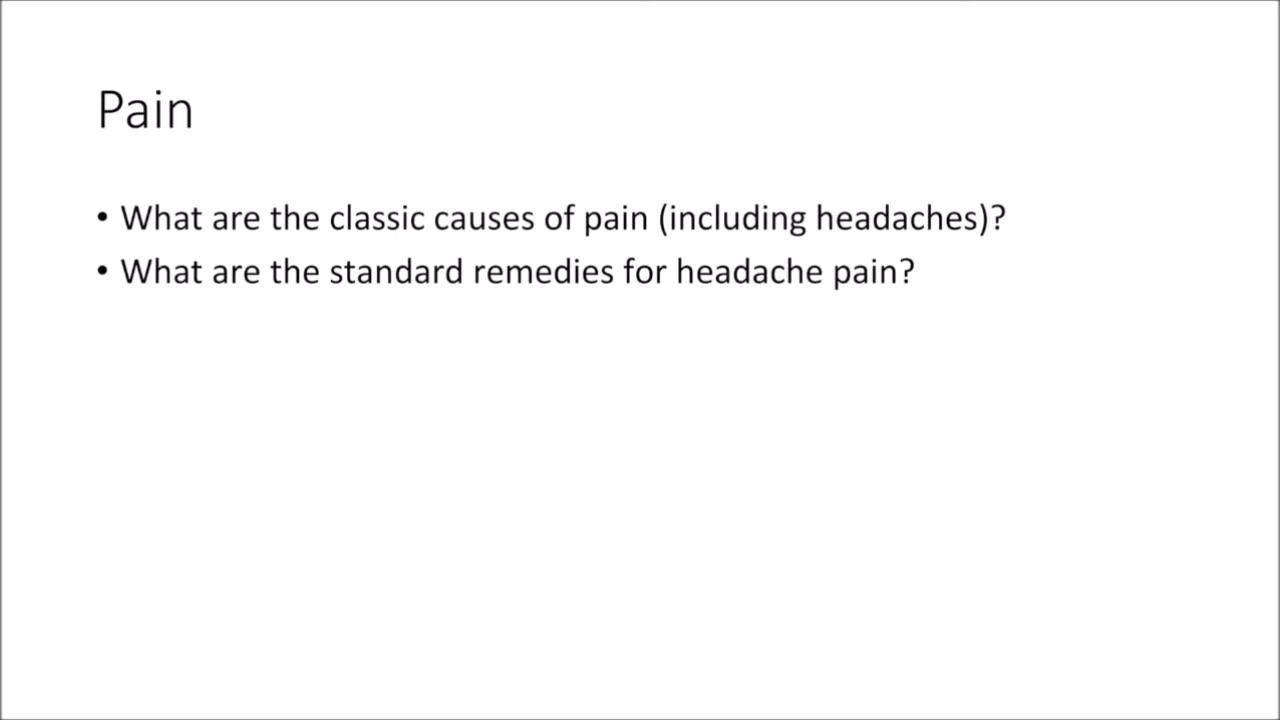 Pain
• What are the classic causes of pain (including headaches)?
• What are the standard remedies for headache pain?